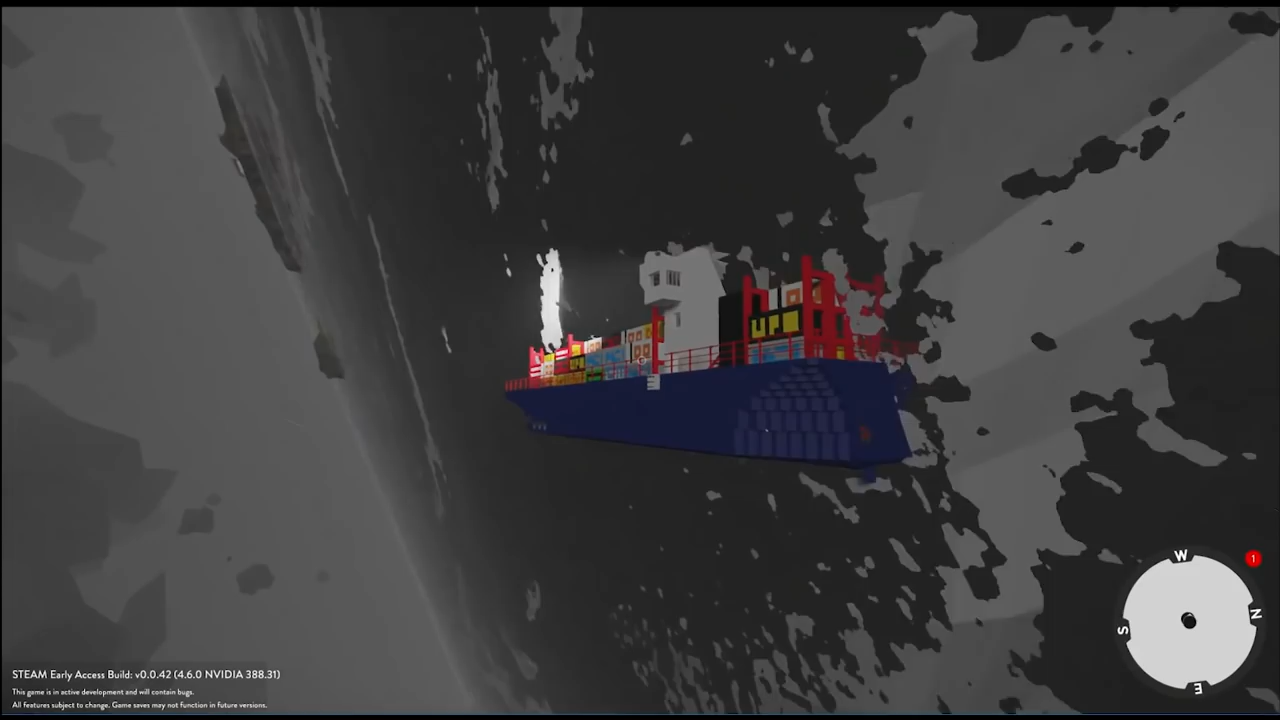 W
1
N
S
E
STEAM Early Access Build: v0.0.42 (4.6.0 NVIDIA 388.31)
This game is in active development and will contain bugs.
All features subject to change. Game saves may not function in future versions.